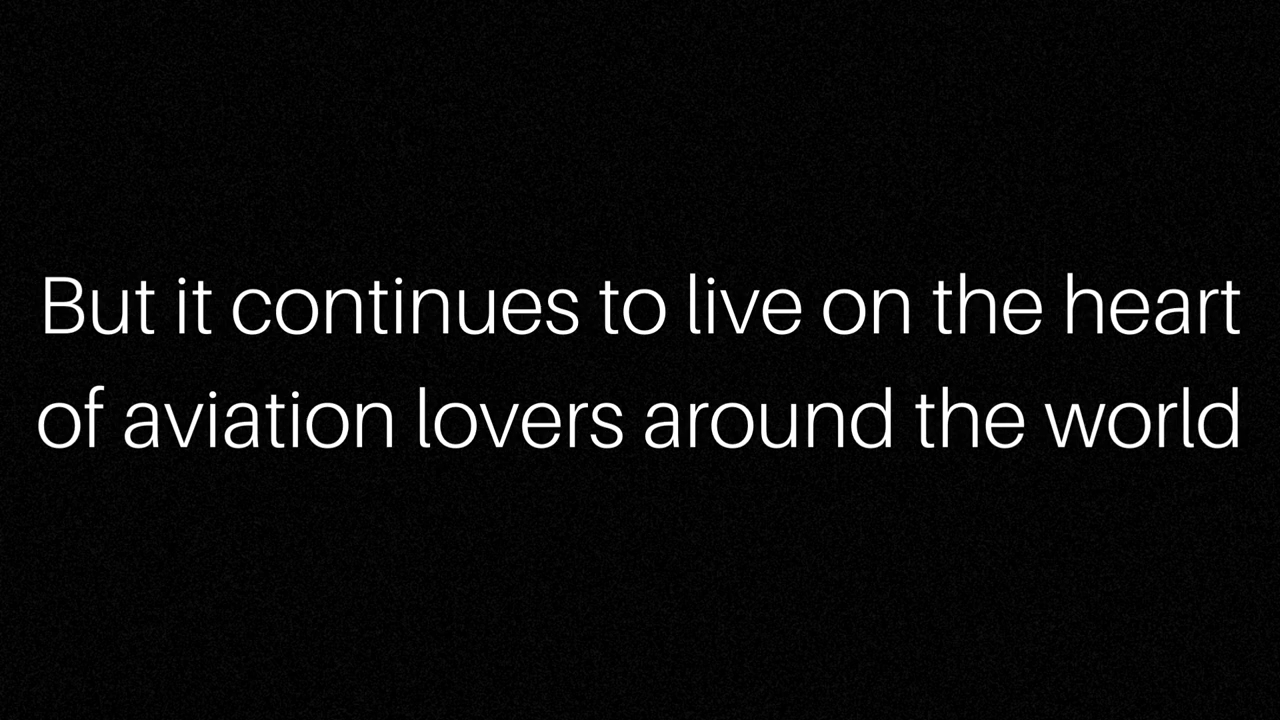 But it continues to live on the heart
of aviation lovers around the world